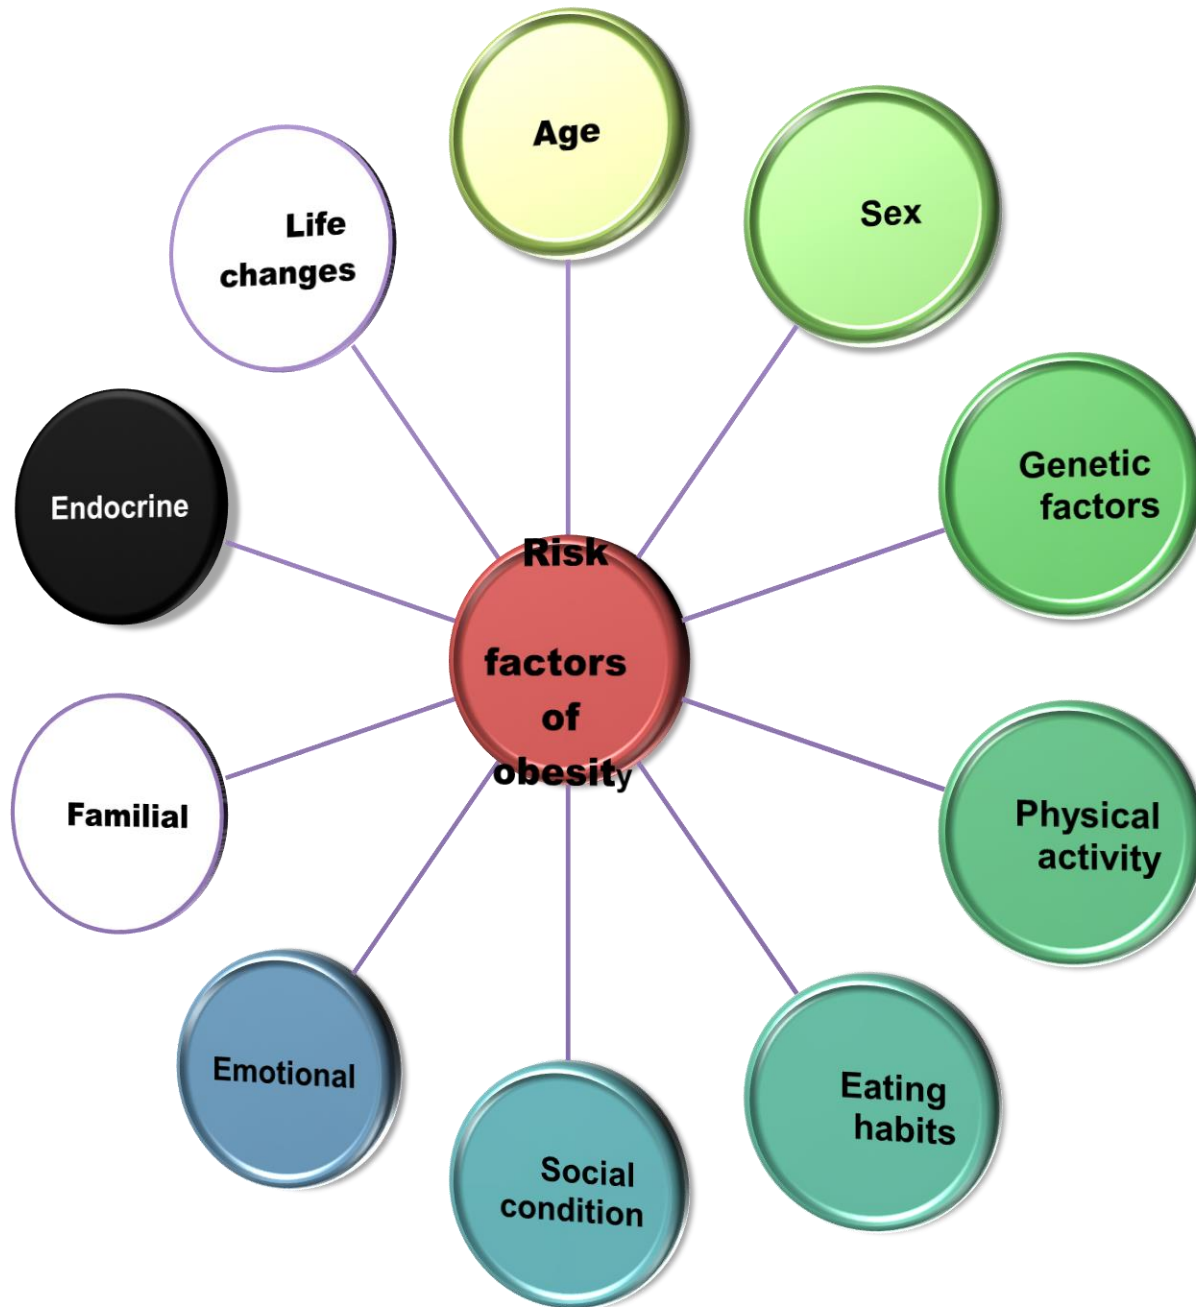 Age
Sex
Life
changes
Genetic
factors
Endocrine
Risk
factors
of
obesity
Familial
Physical
activity
Emotional
Eating
habits
Social
condition